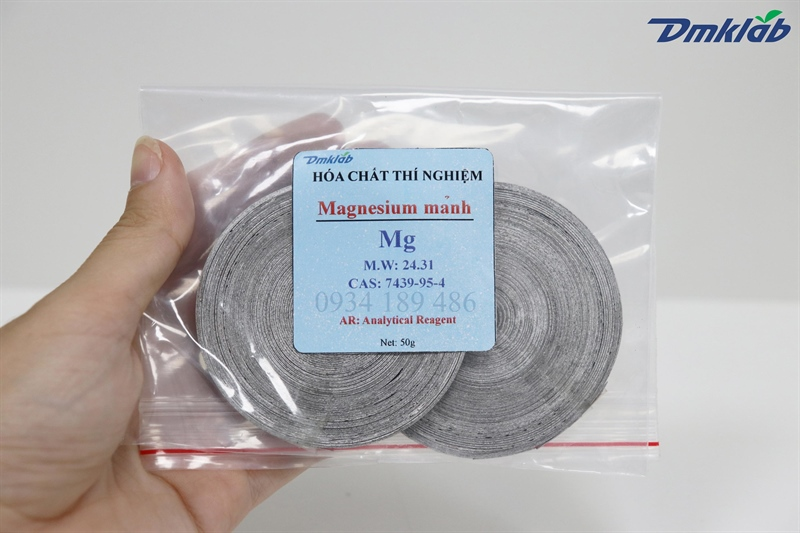 Dmklab
Dmklab
HÓA CHẤT THÍ NGHIỆM
Magnesium mảnh
Mg
M.W: 24.31
CAS: 7439-95-4
0934 189 486
AR: Analytical Reagent
Net: 50g